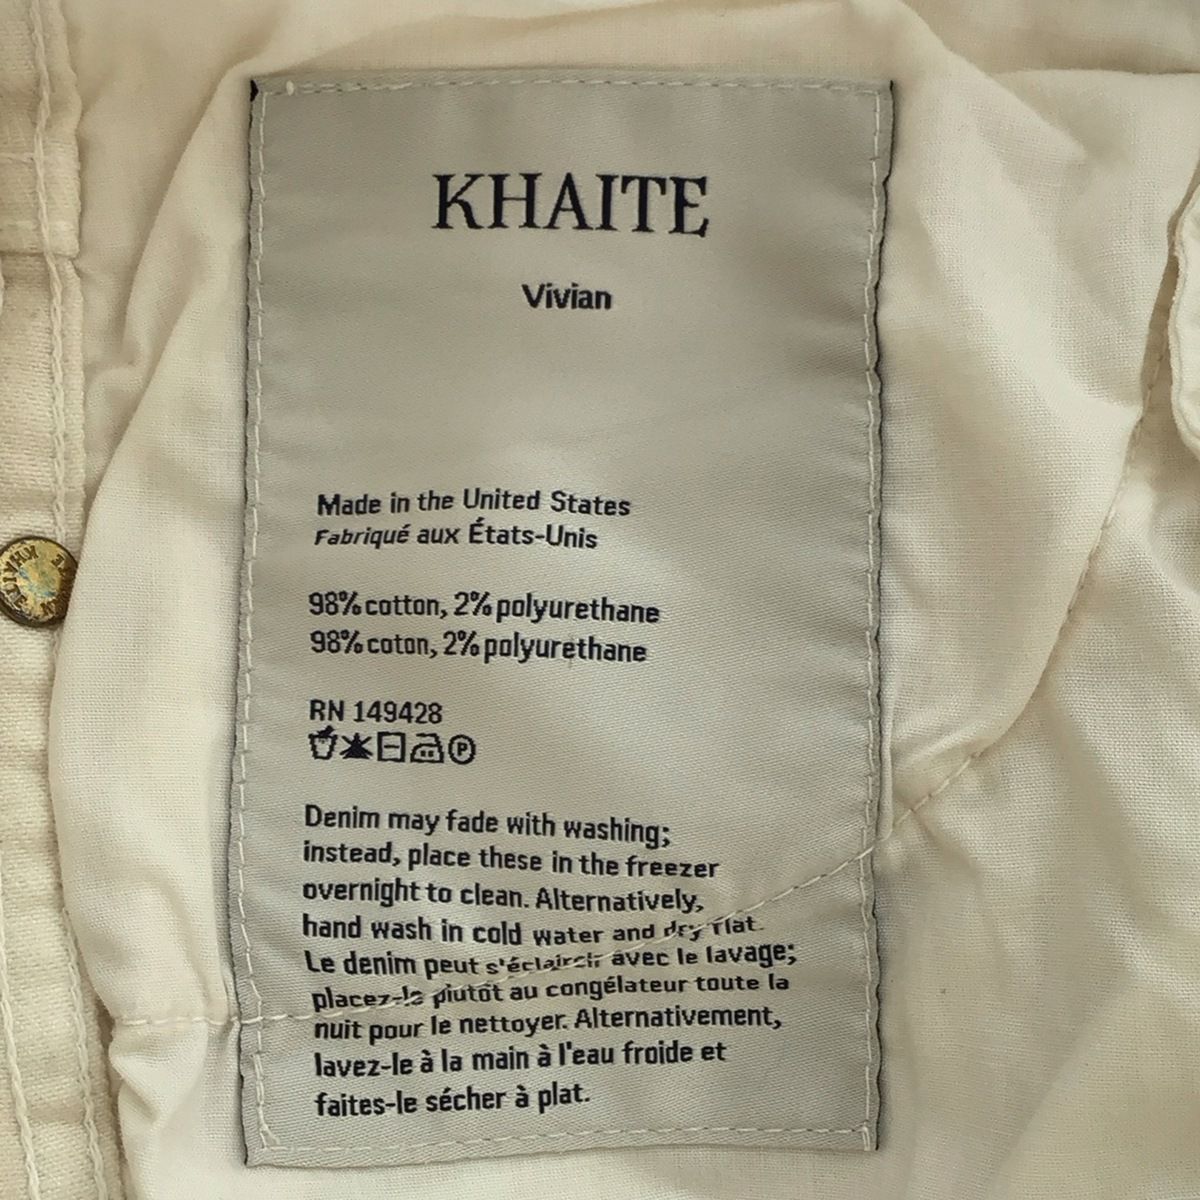 KHAITE
Vivian
Made in the United States
Fabriqué aux États-Unis
98% cotton, 2% polyurethane
98% coton, 2% polyurethane
RN 149428
P
Denim may fade with washing;
instead, place these in the freezer
overnight to clean. Alternatively,
hand wash in cold water and dry flat.
Le denim peut s'éclaircir avec le lavage;
placez-le plutôt au congélateur toute la
nuit pour le nettoyer. Alternativement,
lavez-le à la main à l'eau froide et
faites-le sécher à plat.
KHAITE